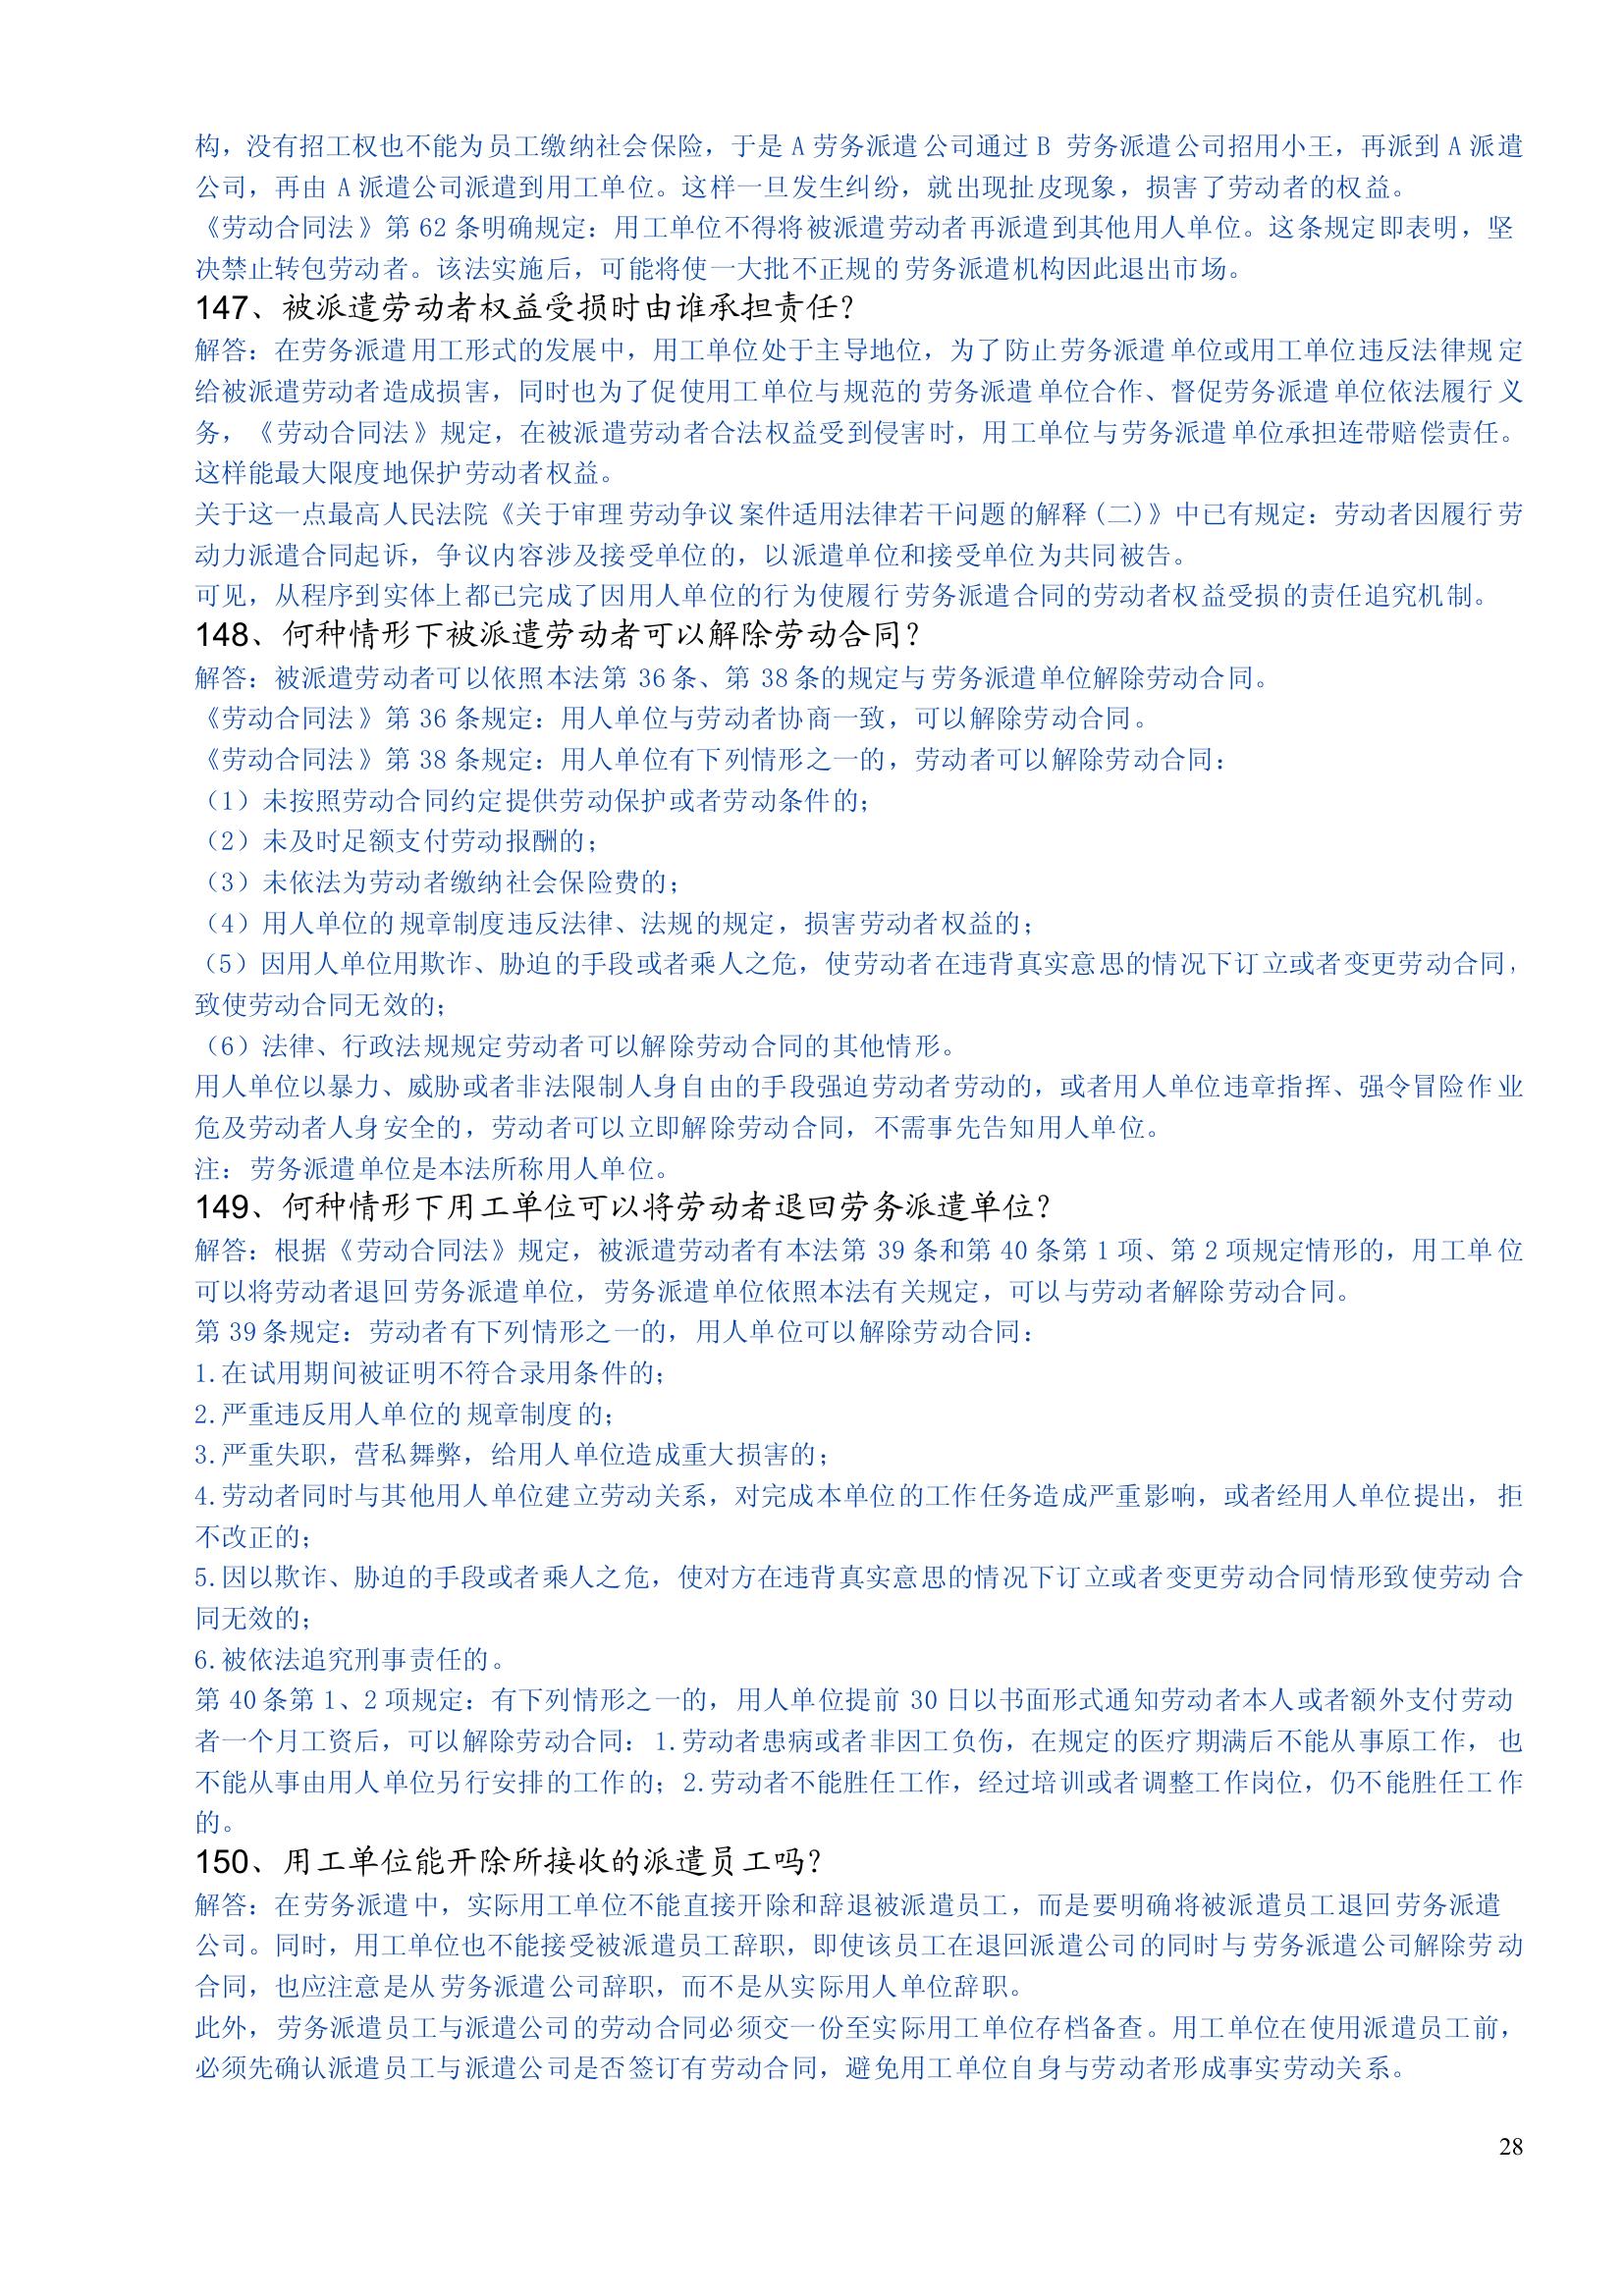 构，没有招工权也不能为员工缴纳社会保险，于是 A 劳务派遣公司通过 B 劳务派遣公司招用小王，再派到 A 派遣
公司，再由 A 派遣公司派遣到用工单位。这样一旦发生纠纷，就出现扯皮现象，损害了劳动者的权益。
《劳动合同法》第 62 条明确规定：用工单位不得将被派遣劳动者再派遣到其他用人单位。这条规定即表明，坚
决禁止转包劳动者。该法实施后，可能将使一大批不正规的劳务派遣机构因此退出市场。
147、被派遣劳动者权益受损时由谁承担责任？
解答：在劳务派遣用工形式的发展中，用工单位处于主导地位，为了防止劳务派遣单位或用工单位违反法律规定
给被派遣劳动者造成损害，同时也为了促使用工单位与规范的劳务派遣单位合作、督促劳务派遣单位依法履行义
务，《劳动合同法》规定，在被派遣劳动者合法权益受到侵害时，用工单位与劳务派遣单位承担连带赔偿责任。
这样能最大限度地保护劳动者权益。
关于这一点最高人民法院《关于审理劳动争议案件适用法律若干问题的解释(二)》中已有规定：劳动者因履行劳
动力派遣合同起诉，争议内容涉及接受单位的，以派遣单位和接受单位为共同被告。
可见，从程序到实体上都已完成了因用人单位的行为使履行劳务派遣合同的劳动者权益受损的责任追究机制。
148、何种情形下被派遣劳动者可以解除劳动合同？
解答：被派遣劳动者可以依照本法第 36 条、第 38 条的规定与劳务派遣单位解除劳动合同。
《劳动合同法》第 36 条规定：用人单位与劳动者协商一致，可以解除劳动合同。
《劳动合同法》第 38 条规定：用人单位有下列情形之一的，劳动者可以解除劳动合同：
（1）未按照劳动合同约定提供劳动保护或者劳动条件的；
（2）未及时足额支付劳动报酬的；
（3）未依法为劳动者缴纳社会保险费的；
（4）用人单位的规章制度违反法律、法规的规定，损害劳动者权益的；
（5）因用人单位用欺诈、胁迫的手段或者乘人之危，使劳动者在违背真实意思的情况下订立或者变更劳动合同，
致使劳动合同无效的；
（6）法律、行政法规规定劳动者可以解除劳动合同的其他情形。
用人单位以暴力、威胁或者非法限制人身自由的手段强迫劳动者劳动的，或者用人单位违章指挥、强令冒险作业
危及劳动者人身安全的，劳动者可以立即解除劳动合同，不需事先告知用人单位。
注：劳务派遣单位是本法所称用人单位。
149、何种情形下用工单位可以将劳动者退回劳务派遣单位？
解答：根据《劳动合同法》规定，被派遣劳动者有本法第 39 条和第 40 条第 1 项、第 2 项规定情形的，用工单位
可以将劳动者退回劳务派遣单位，劳务派遣单位依照本法有关规定，可以与劳动者解除劳动合同。
第 39 条规定：劳动者有下列情形之一的，用人单位可以解除劳动合同：
1.在试用期间被证明不符合录用条件的；
2.严重违反用人单位的规章制度的；
3.严重失职，营私舞弊，给用人单位造成重大损害的；
4.劳动者同时与其他用人单位建立劳动关系，对完成本单位的工作任务造成严重影响，或者经用人单位提出，拒
不改正的；
5.因以欺诈、胁迫的手段或者乘人之危，使对方在违背真实意思的情况下订立或者变更劳动合同情形致使劳动合
同无效的；
6.被依法追究刑事责任的。
第 40 条第 1、2 项规定：有下列情形之一的，用人单位提前 30 日以书面形式通知劳动者本人或者额外支付劳动
者一个月工资后，可以解除劳动合同：1.劳动者患病或者非因工负伤，在规定的医疗期满后不能从事原工作，也
不能从事由用人单位另行安排的工作的；2.劳动者不能胜任工作，经过培训或者调整工作岗位，仍不能胜任工作
的。
150、用工单位能开除所接收的派遣员工吗？
解答：在劳务派遣中，实际用工单位不能直接开除和辞退被派遣员工，而是要明确将被派遣员工退回劳务派遣
公司。同时，用工单位也不能接受被派遣员工辞职，即使该员工在退回派遣公司的同时与劳务派遣公司解除劳动
合同，也应注意是从劳务派遣公司辞职，而不是从实际用人单位辞职。
此外，劳务派遣员工与派遣公司的劳动合同必须交一份至实际用工单位存档备查。用工单位在使用派遣员工前，
必须先确认派遣员工与派遣公司是否签订有劳动合同，避免用工单位自身与劳动者形成事实劳动关系。
28